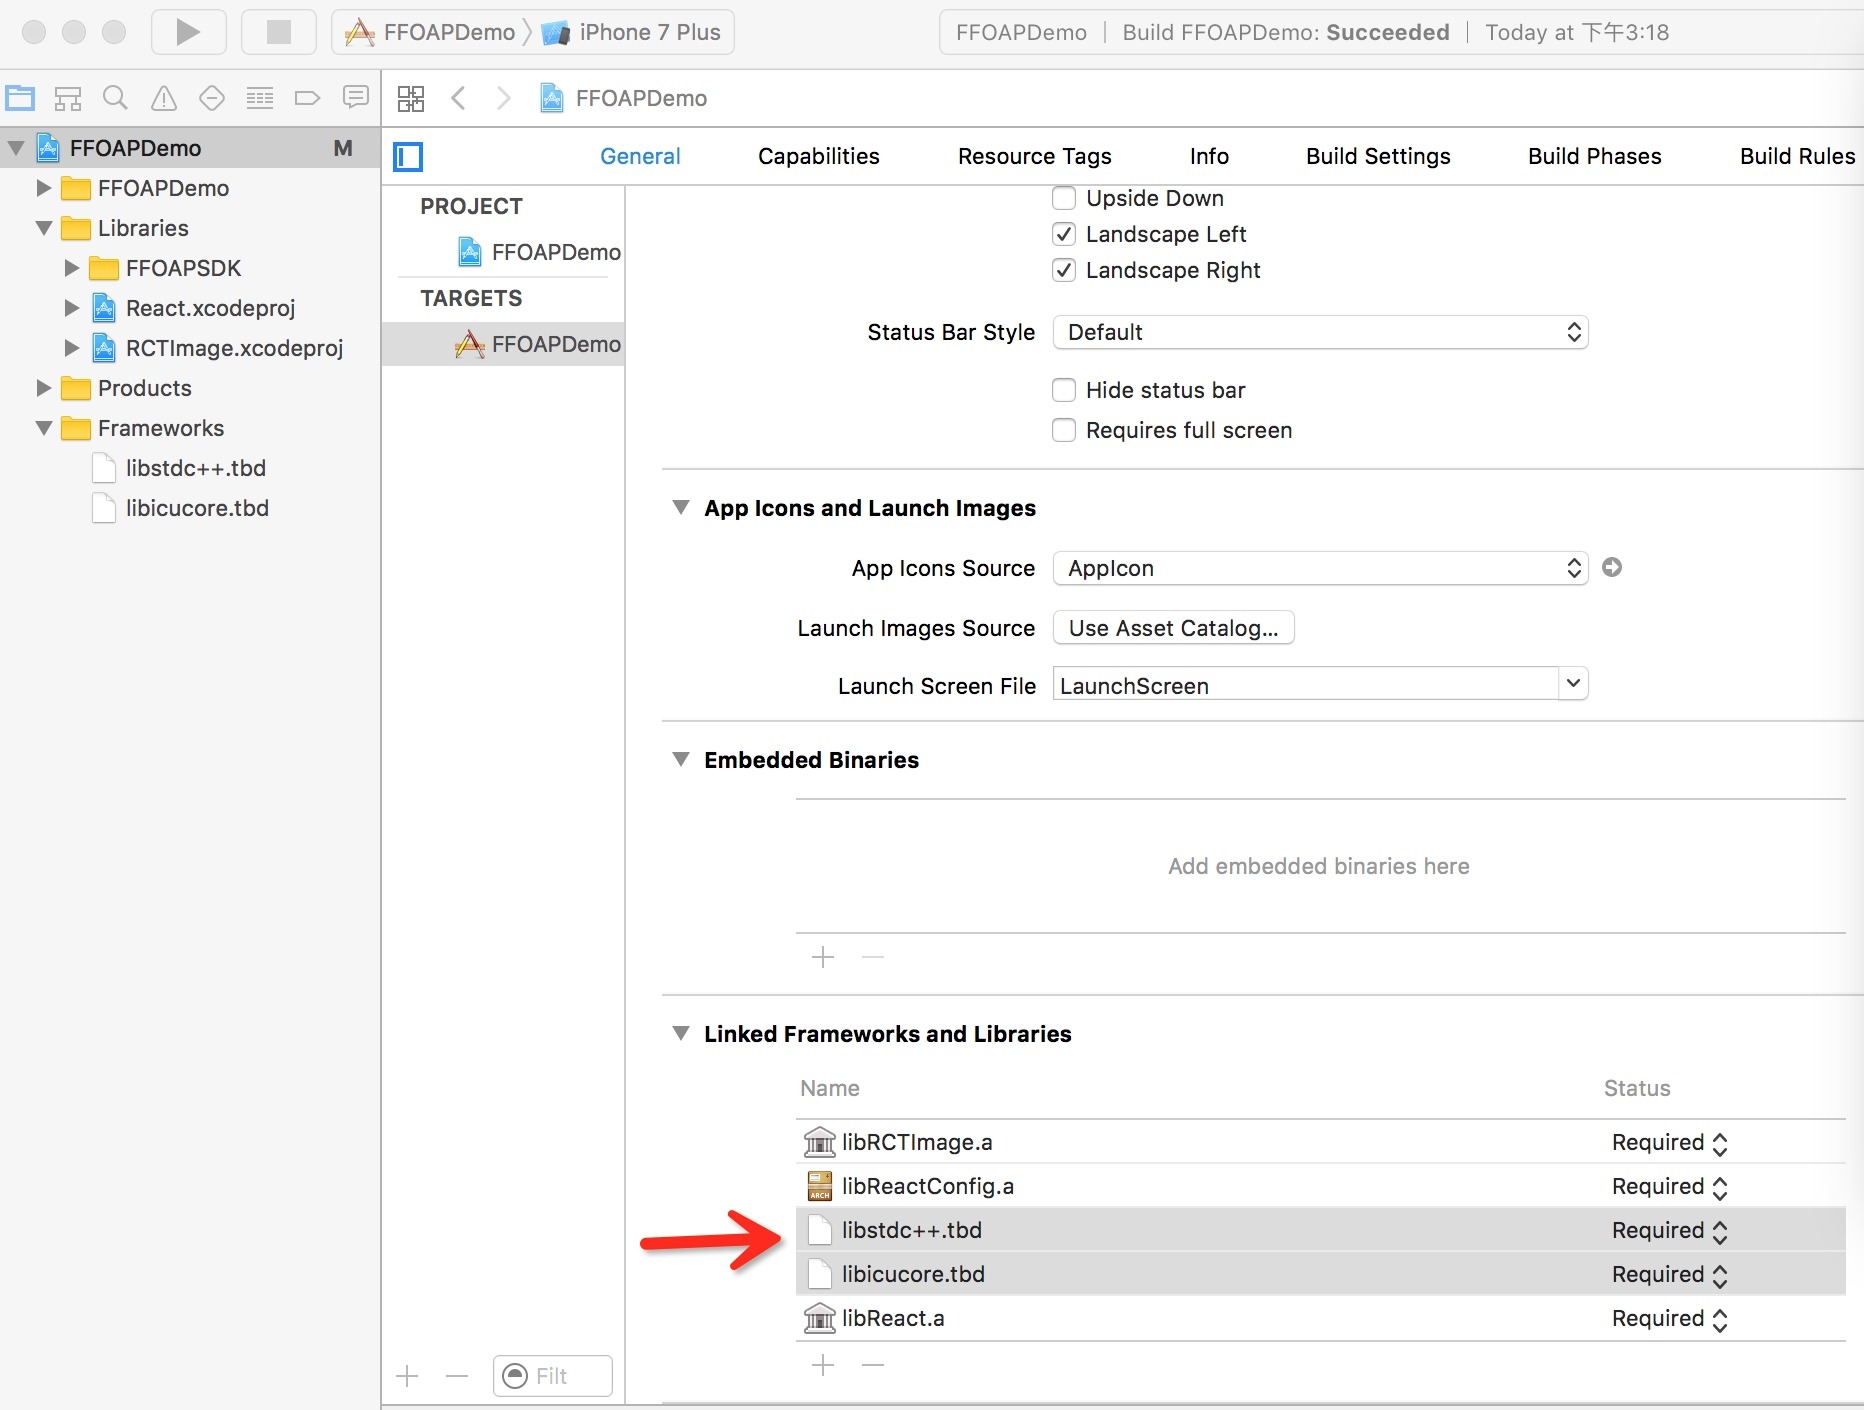 FFOAPDemo iPhone 7 Plus FFOAPDemo | Build FFOAPDemo: Succeeded | Today at 下午3:18
FFOAPDemo
FFOAPDemo M
General Capabilities Resource Tags Info Build Settings Build Phases Build Rules
FFOAPDemo
Libraries
FFOAPSDK
React.xcodeproj
RCTImage.xcodeproj
Products
Frameworks
libstdc++.tbd
libicucore.tbd
PROJECT
FFOAPDemo
TARGETS
FFOAPDemo
Filt
Upside Down
Landscape Left
Landscape Right
Status Bar Style Default
Hide status bar
Requires full screen
App Icons and Launch Images
App Icons Source AppIcon
Launch Images Source Use Asset Catalog...
Launch Screen File LaunchScreen
Embedded Binaries
Add embedded binaries here
Linked Frameworks and Libraries
Name Status
libRCTImage.a Required
ARCH libReactConfig.a Required
libstdc++.tbd Required
libicucore.tbd Required
libReact.a Required